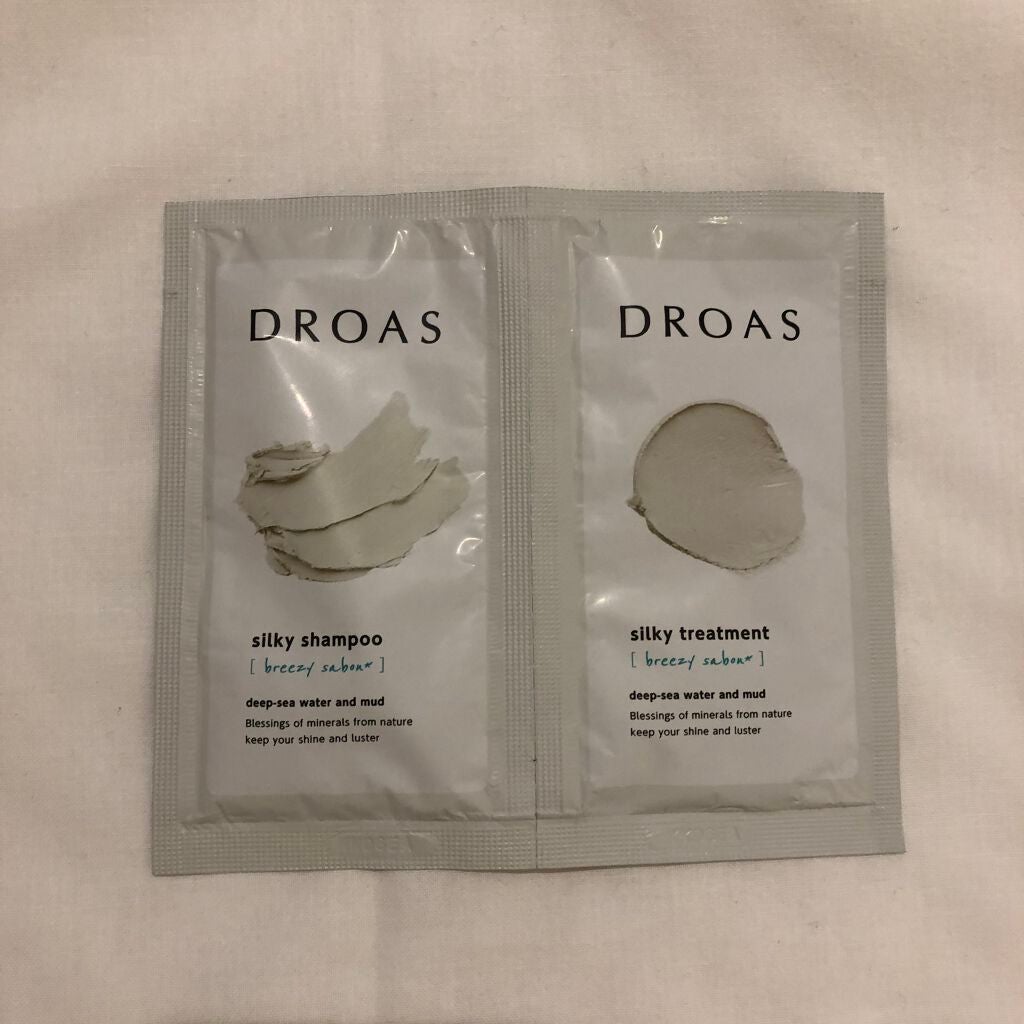 DROAS
silky shampoo
[ breezy sabon* ]
deep-sea water and mud
Blessings of minerals from nature
keep your shine and luster
DROAS
silky treatment
[ breezy sabon* ]
deep-sea water and mud
Blessings of minerals from nature
keep your shine and luster